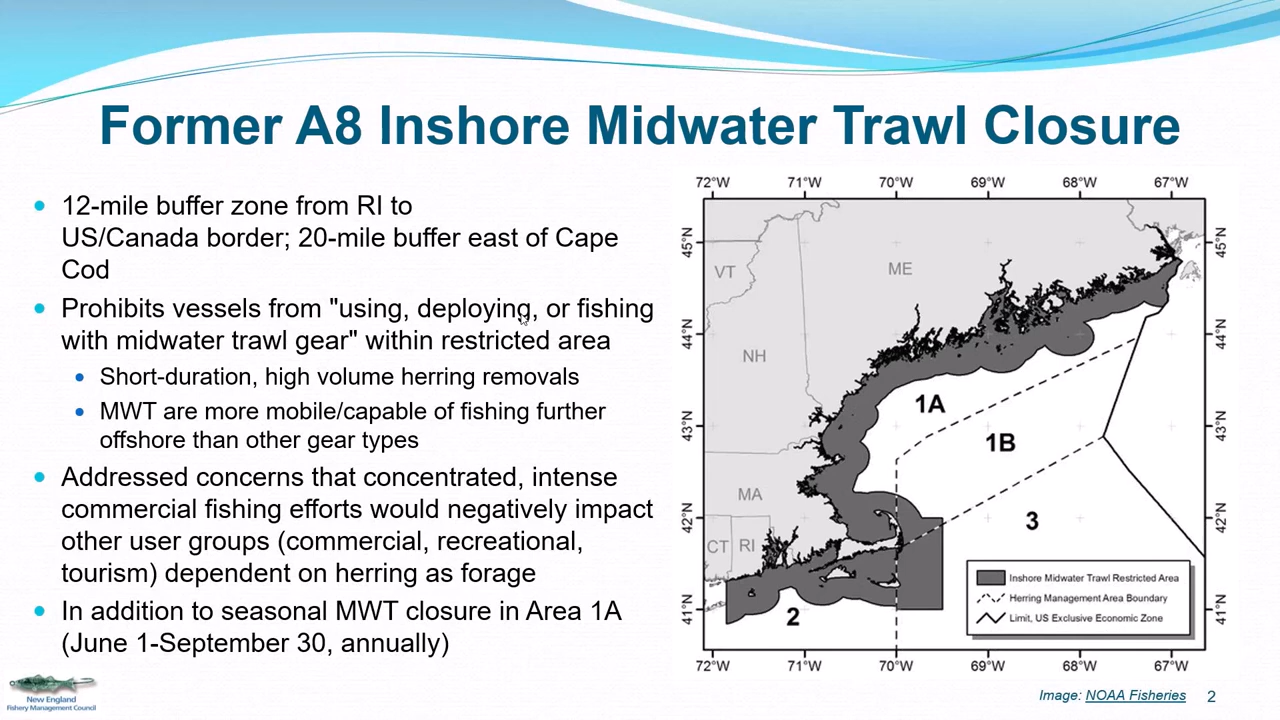 Former A8 Inshore Midwater Trawl Closure
12-mile buffer zone from RI to
US/Canada border; 20-mile buffer east of Cape
Cod
Prohibits vessels from "using, deploying, or fishing
with midwater trawl gear" within restricted area
Short-duration, high volume herring removals
MWT are more mobile/capable of fishing further
offshore than other gear types
Addressed concerns that concentrated, intense
commercial fishing efforts would negatively impact
other user groups (commercial, recreational,
tourism) dependent on herring as forage
In addition to seasonal MWT closure in Area 1A
(June 1-September 30, annually)
72°W 71°W 70°W 69°W 68°W 67°W
45°N 45°N
VT ME
44°N 44°N
NH
1A
43°N 43°N
1B
MA
42°N 3 42°N
CT RI
Inshore Midwater Trawl Restricted Area
Herring Management Area Boundary
41°N 41°N
2
Limit, US Exclusive Economic Zone
72°W 71°W 70°W 69°W 68°W 67°W
New England
Fishery Management Council
Image: NOAA Fisheries 2